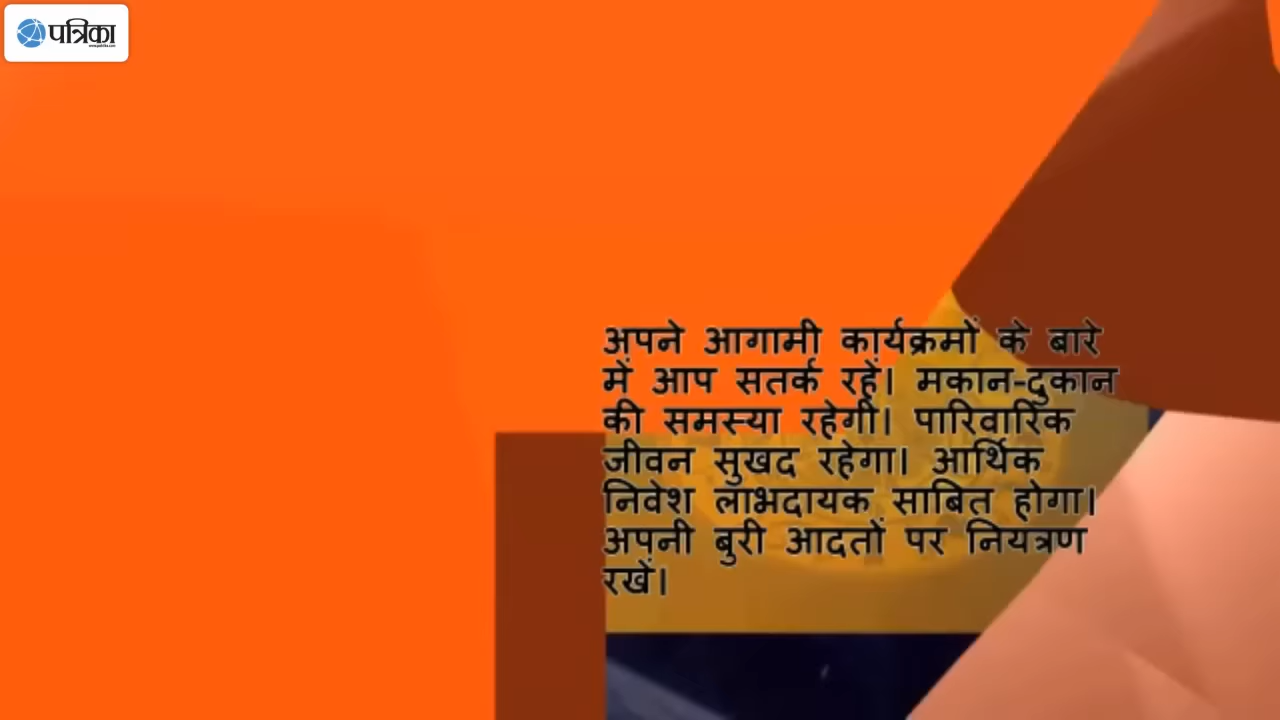 पत्रिका
अपने आगामी कार्यक्रमों के बारे
में आप सतर्क रहें। मकान-दुकान
की समस्या रहेगी। पारिवारिक
जीवन सुखद रहेगा। आर्थिक
निवेश लाभदायक साबित होगा।
अपनी बुरी आदतों पर नियत्रण
रखें।